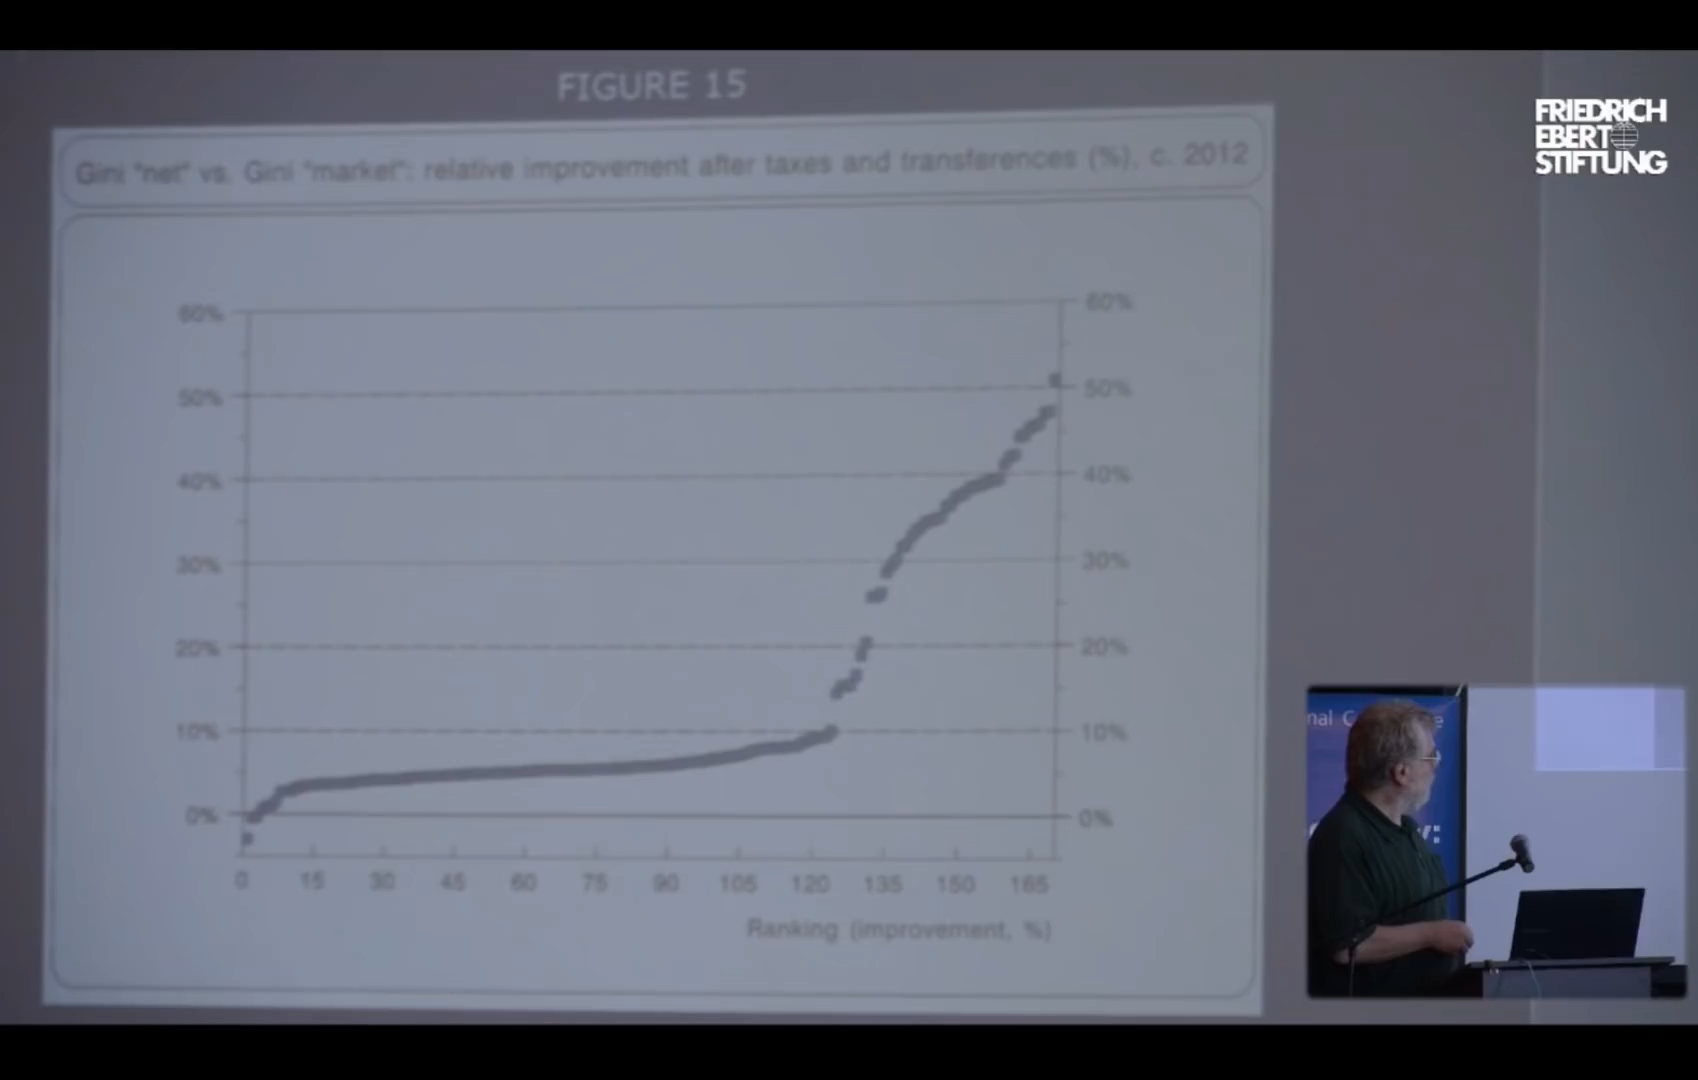 FIGURE 15
Gini "net" vs. Gini "market": relative improvement after taxes and transferences (%), c. 2012
60% 60%
50% 50%
40% 40%
30% 30%
20% 20%
10% 10%
0% 0%
0 15 30 45 60 75 90 105 120 135 150 165
Ranking (improvement, %)
FRIEDRICH
EBERT
STIFTUNG
nal C e